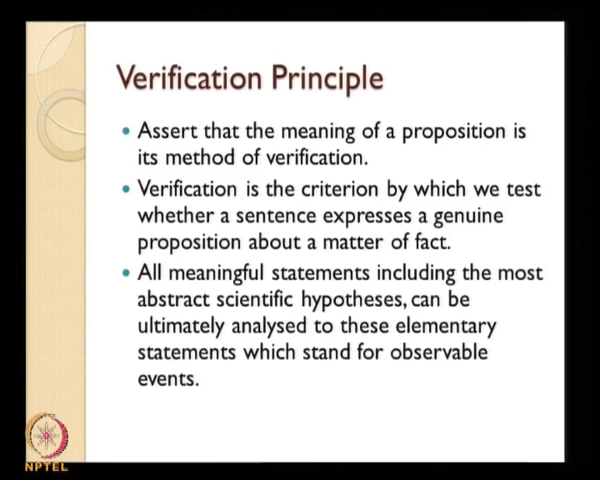 Verification Principle
• Assert that the meaning of a proposition is
its method of verification.
• Verification is the criterion by which we test
whether a sentence expresses a genuine
proposition about a matter of fact.
• All meaningful statements including the most
abstract scientific hypotheses, can be
ultimately analysed to these elementary
statements which stand for observable
events.
NPTEL